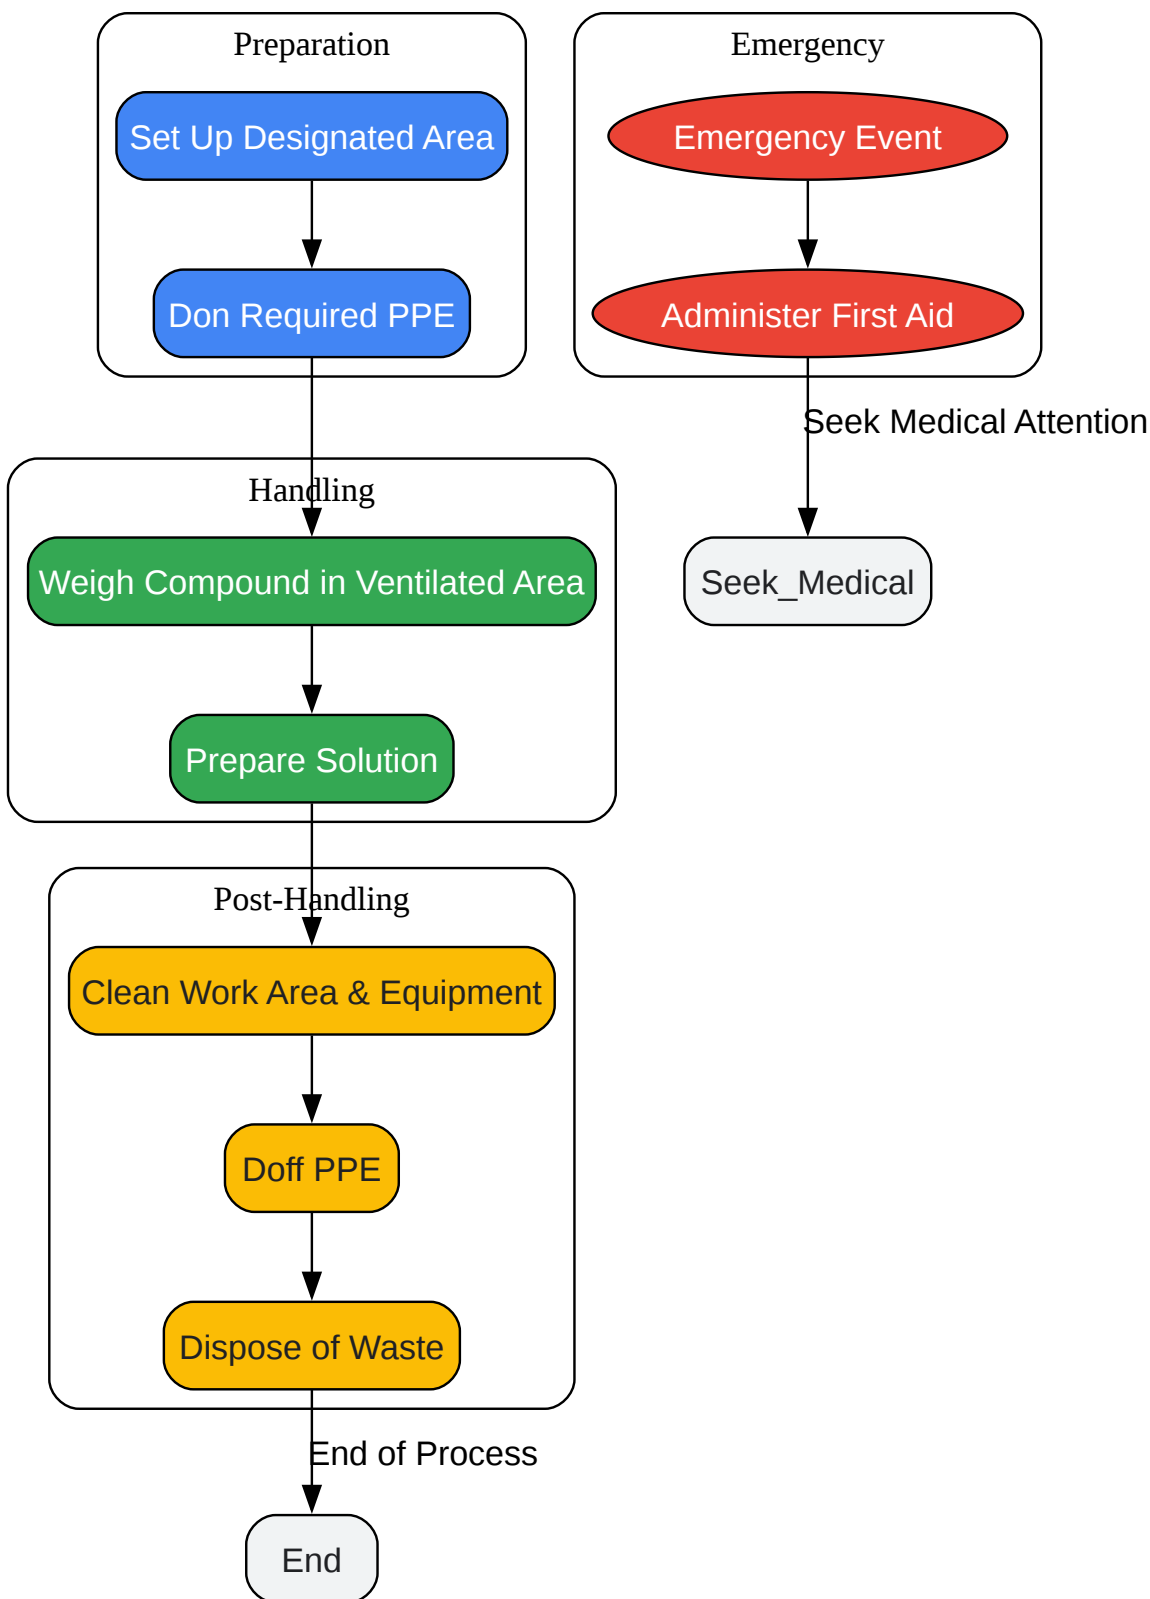 Preparation
Set Up Designated Area
Don Required PPE
Emergency
Emergency Event
Administer First Aid
Seek Medical Attention
Seek_Medical
Handling
Weigh Compound in Ventilated Area
Prepare Solution
Post-Handling
Clean Work Area & Equipment
Doff PPE
Dispose of Waste
End of Process
End